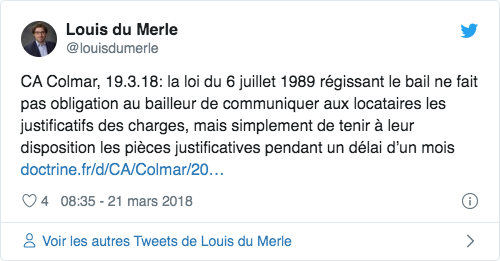 Louis du Merle
@louisdumerle
CA Colmar, 19.3.18: la loi du 6 juillet 1989 régissant le bail ne fait
pas obligation au bailleur de communiquer aux locataires les
justificatifs des charges, mais simplement de tenir à leur
disposition les pièces justificatives pendant un délai d’un mois
doctrine.fr/d/CA/Colmar/20…
4 08:35 - 21 mars 2018
Voir les autres Tweets de Louis du Merle